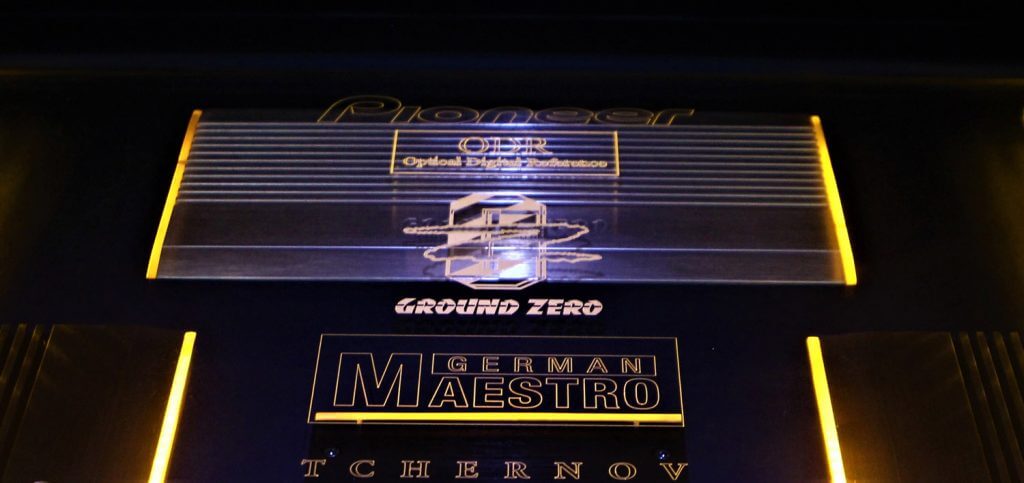 Pioneer
ODR
Optical Digital Reference
GROUND ZERO
GERMAN
MAESTRO
TCHERNOV